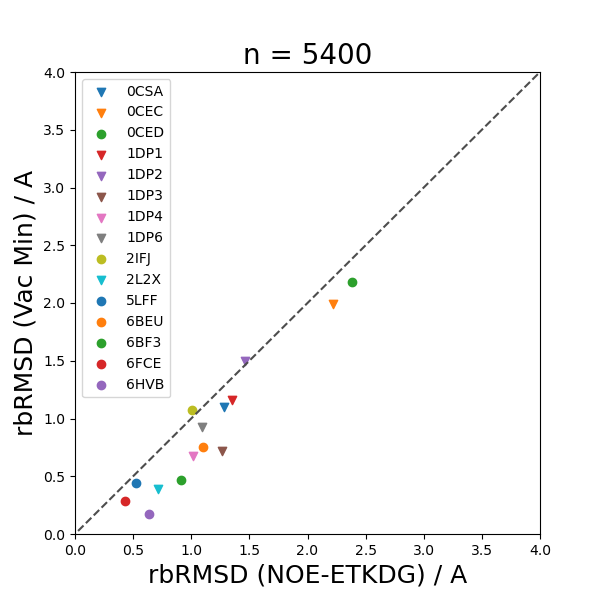 n = 5400
rbRMSD (Vac Min) / A
4.0
3.5
3.0
2.5
2.0
1.5
1.0
0.5
0.0
0CSA
0CEC
0CED
1DP1
1DP2
1DP3
1DP4
1DP6
2IFJ
2L2X
5LFF
6BEU
6BF3
6FCE
6HVB
0.0 0.5 1.0 1.5 2.0 2.5 3.0 3.5 4.0
rbRMSD (NOE-ETKDG) / A